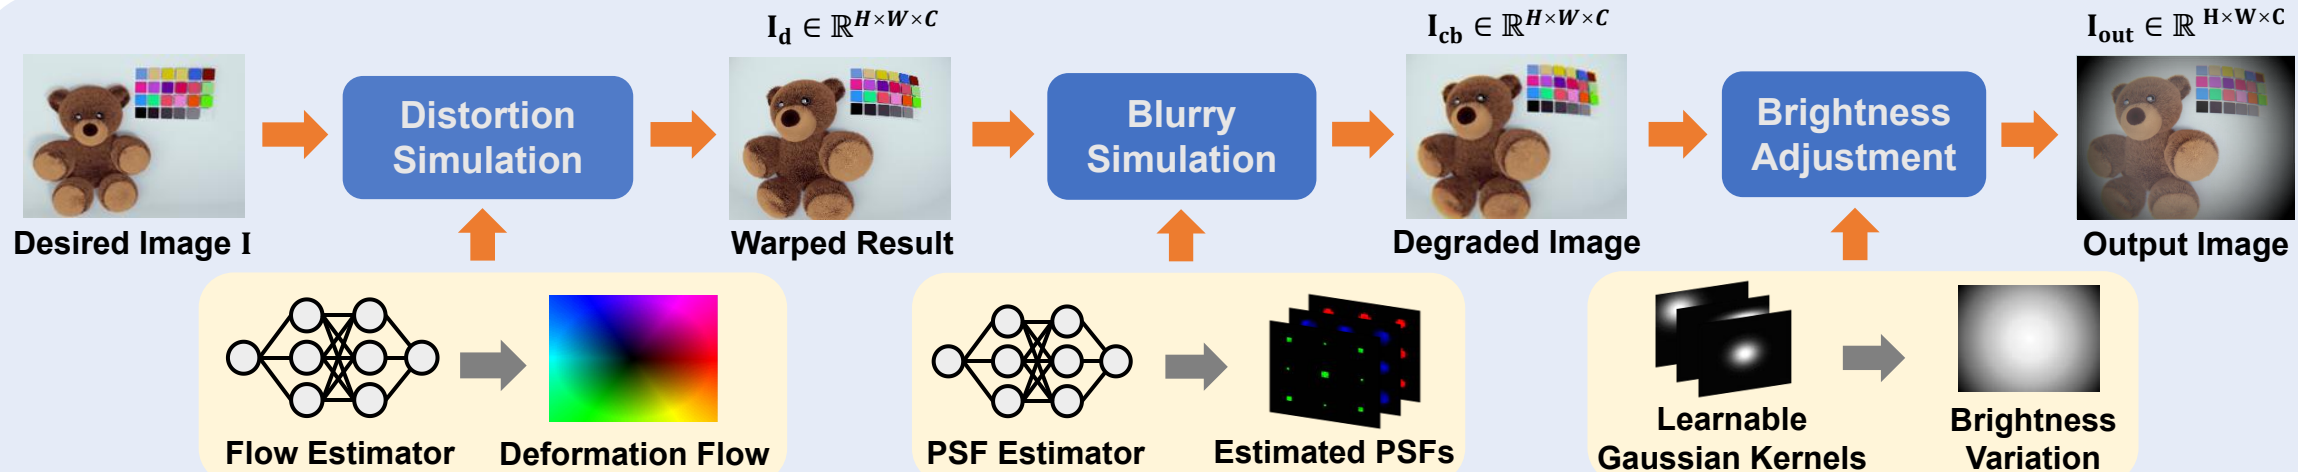 I_d ∈ ℝ^{H×W×C}
I_cb ∈ ℝ^{H×W×C}
I_out ∈ ℝ^{H×W×C}
Distortion
Simulation
Blurry
Simulation
Brightness
Adjustment
Desired Image I
Warped Result
Degraded Image
Output Image
Flow Estimator
Deformation Flow
PSF Estimator
Estimated PSFs
Learnable
Gaussian Kernels
Brightness
Variation